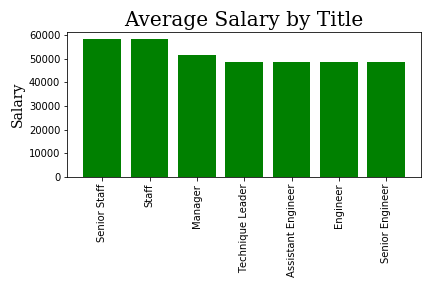 Average Salary by Title
Salary
60000
50000
40000
30000
20000
10000
0
Senior Staff
Staff
Manager
Technique Leader
Assistant Engineer
Engineer
Senior Engineer